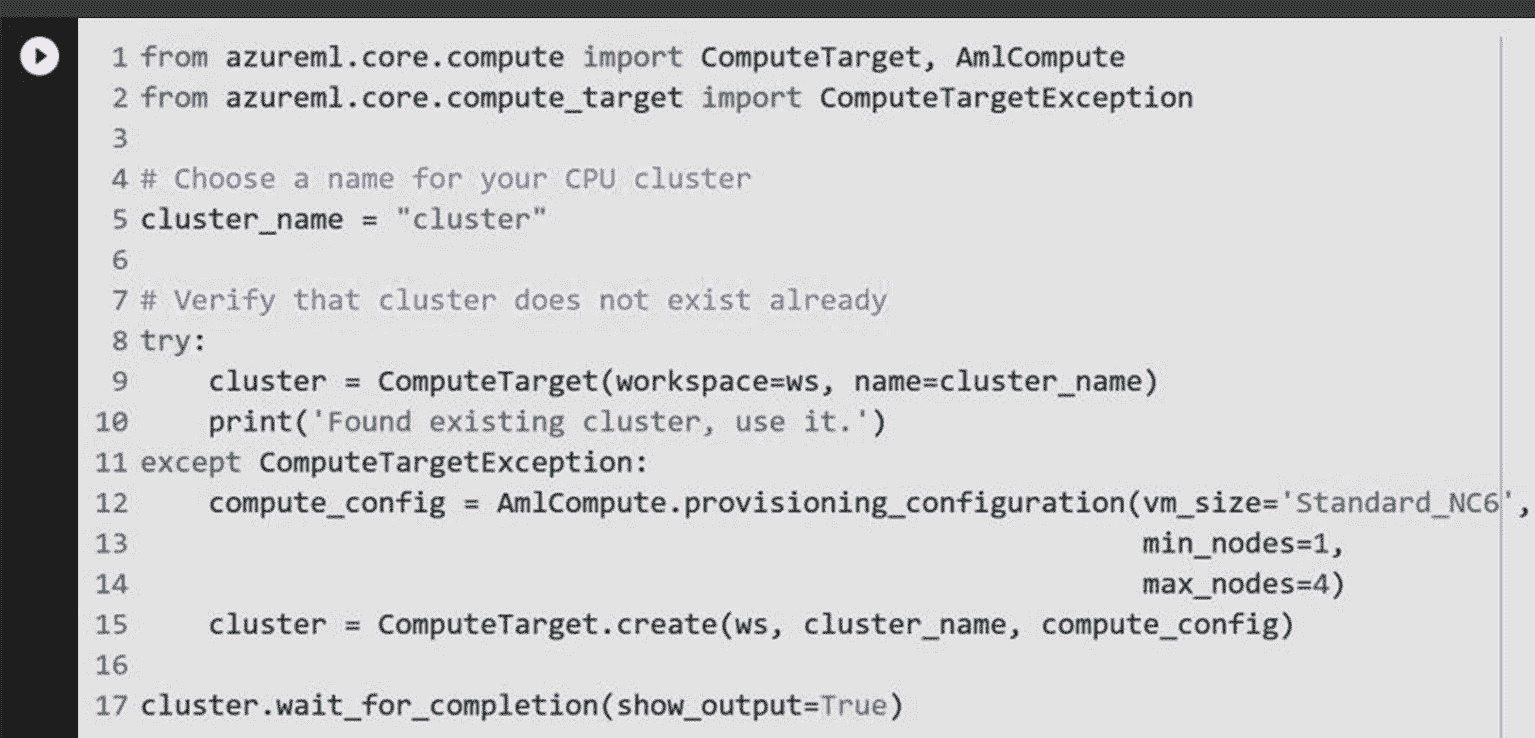 1 from azureml.core.compute import ComputeTarget, AmlCompute
2 from azureml.core.compute_target import ComputeTargetException
3
4 # Choose a name for your CPU cluster
5 cluster_name = "cluster"
6
7 # Verify that cluster does not exist already
8 try:
9     cluster = ComputeTarget(workspace=ws, name=cluster_name)
10     print('Found existing cluster, use it.')
11 except ComputeTargetException:
12     compute_config = AmlCompute.provisioning_configuration(vm_size='Standard_NC6',
13                                                            min_nodes=1,
14                                                            max_nodes=4)
15     cluster = ComputeTarget.create(ws, cluster_name, compute_config)
16
17 cluster.wait_for_completion(show_output=True)